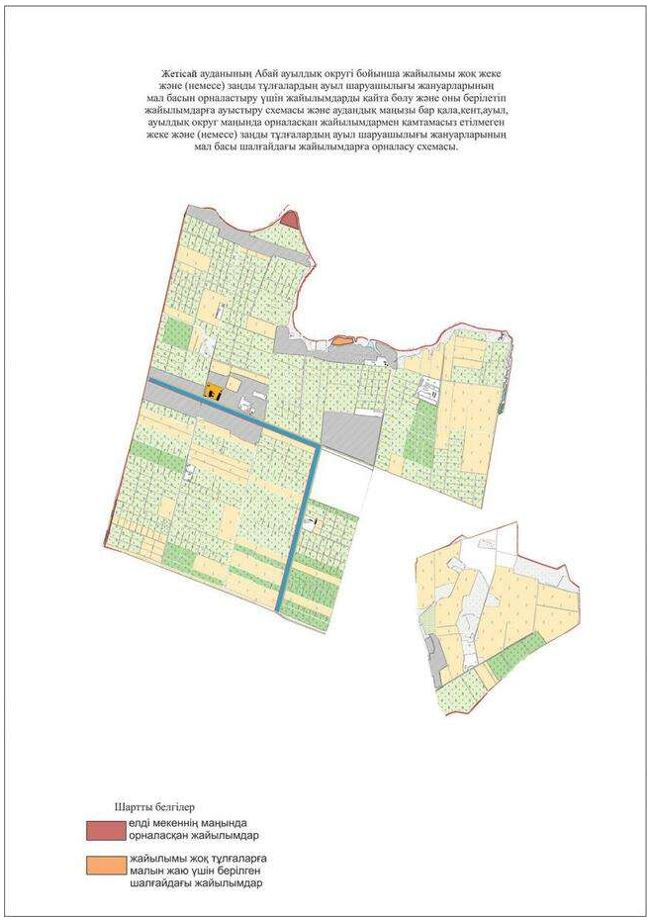 Жетісай ауданының Абай ауылдық округі бойынша жайылымы жоқ жеке
және (немесе) заңды тұлғалардың ауыл шаруашылығы жануарларының
мал басын орналастыру үшін жайылымдарды қайта бөлу және оны берілетіп
жайылымдарға ауыстыру схемасы және аудандық маңызы бар қала,кент,ауыл,
ауылдық округ маңында орналасқан жайылымдармен қамтамасыз етілмеген
жеке және (немесе) заңды тұлғалардың ауыл шаруашылығы жануарларының
мал басы шалғайдағы жайылымдарға орналасу схемасы.
Шартты белгілер
елді мекеннің маңында
орналасқан жайылымдар
жайылымы жоқ тұлғаларға
малын жаю үшін берілген
шалғайдағы жайылымдар